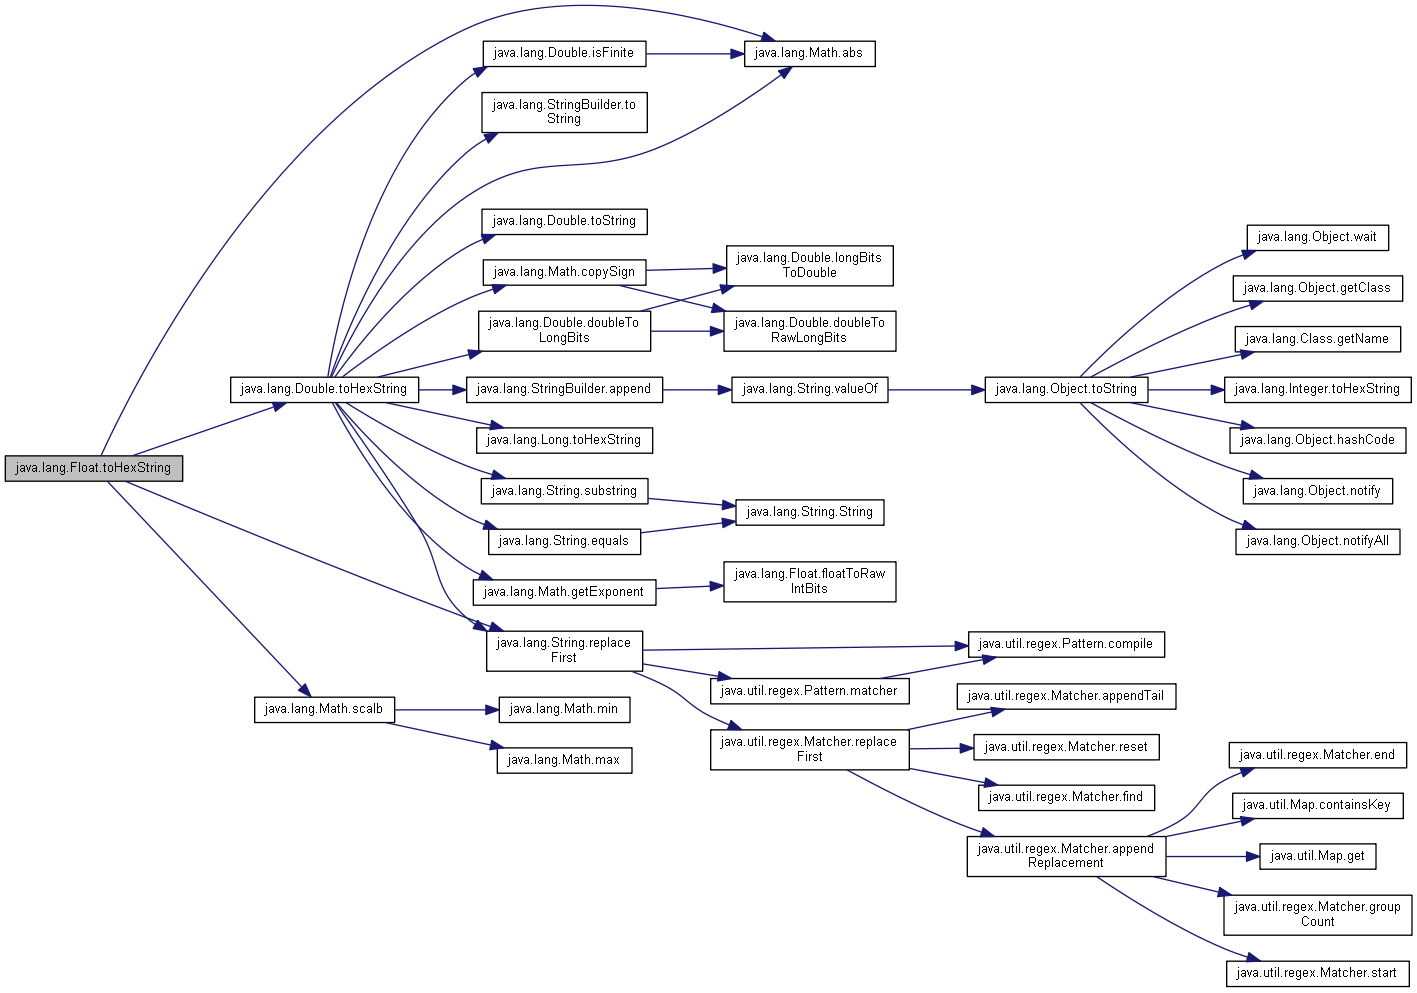 java.lang.Float.toHexString
java.lang.Double.toHexString
java.lang.Math.scalb
java.lang.Double.isFinite
java.lang.StringBuilder.to
String
java.lang.Double.toString
java.lang.Math.copySign
java.lang.Double.doubleTo
LongBits
java.lang.StringBuilder.append
java.lang.Long.toHexString
java.lang.String.substring
java.lang.String.equals
java.lang.Math.getExponent
java.lang.String.replace
First
java.lang.Math.min
java.lang.Math.max
java.lang.Math.abs
java.lang.Double.longBits
ToDouble
java.lang.Double.doubleTo
RawLongBits
java.lang.String.valueOf
java.lang.String.String
java.lang.Float.floatToRaw
IntBits
java.util.regex.Pattern.matcher
java.util.regex.Matcher.replace
First
java.lang.Object.toString
java.util.regex.Pattern.compile
java.util.regex.Matcher.appendTail
java.util.regex.Matcher.reset
java.util.regex.Matcher.find
java.util.regex.Matcher.append
Replacement
java.lang.Object.wait
java.lang.Object.getClass
java.lang.Class.getName
java.lang.Integer.toHexString
java.lang.Object.hashCode
java.lang.Object.notify
java.lang.Object.notifyAll
java.util.regex.Matcher.end
java.util.Map.containsKey
java.util.Map.get
java.util.regex.Matcher.group
Count
java.util.regex.Matcher.start